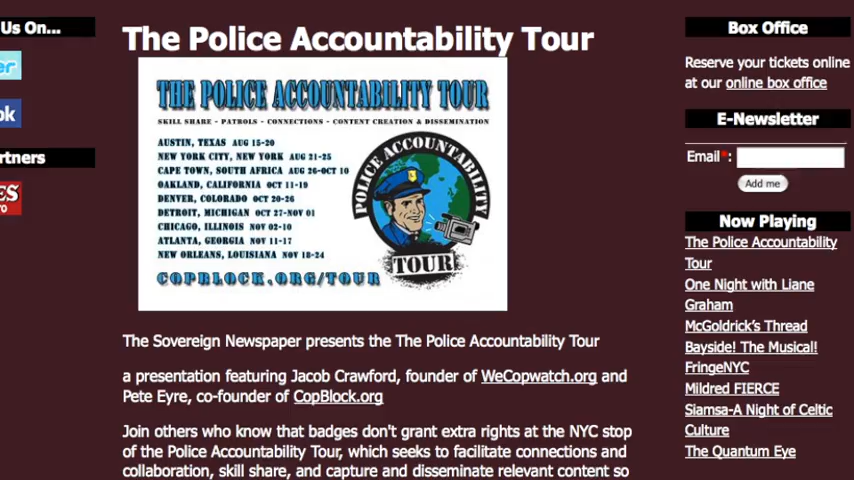 Us On...
er
ok
rtners
ES
TO
The Police Accountability Tour
THE POLICE ACCOUNTABILITY TOUR
SKILL SHARE - PATROLS - CONNECTIONS - CONTENT CREATION & DISSEMINATION
AUSTIN, TEXAS AUG 15-20
NEW YORK CITY, NEW YORK AUG 21-25
CAPE TOWN, SOUTH AFRICA AUG 26-OCT 10
OAKLAND, CALIFORNIA OCT 11-19
DENVER, COLORADO OCT 20-26
DETROIT, MICHIGAN OCT 27-NOV 01
CHICAGO, ILLINOIS NOV 02-10
ATLANTA, GEORGIA NOV 11-17
NEW ORLEANS, LOUISIANA NOV 18-24
COPBLOCK.ORG/TOUR
POLICE ACCOUNTABILITY
TOUR
The Sovereign Newspaper presents the The Police Accountability Tour
a presentation featuring Jacob Crawford, founder of WeCopwatch.org and
Pete Eyre, co-founder of CopBlock.org
Join others who know that badges don't grant extra rights at the NYC stop
of the Police Accountability Tour, which seeks to facilitate connections and
collaboration, skill share, and capture and disseminate relevant content so
Box Office
Reserve your tickets online
at our online box office
E-Newsletter
Email*:
Add me
Now Playing
The Police Accountability
Tour
One Night with Liane
Graham
McGoldrick's Thread
Bayside! The Musical!
FringeNYC
Mildred FIERCE
Siamsa-A Night of Celtic
Culture
The Quantum Eye